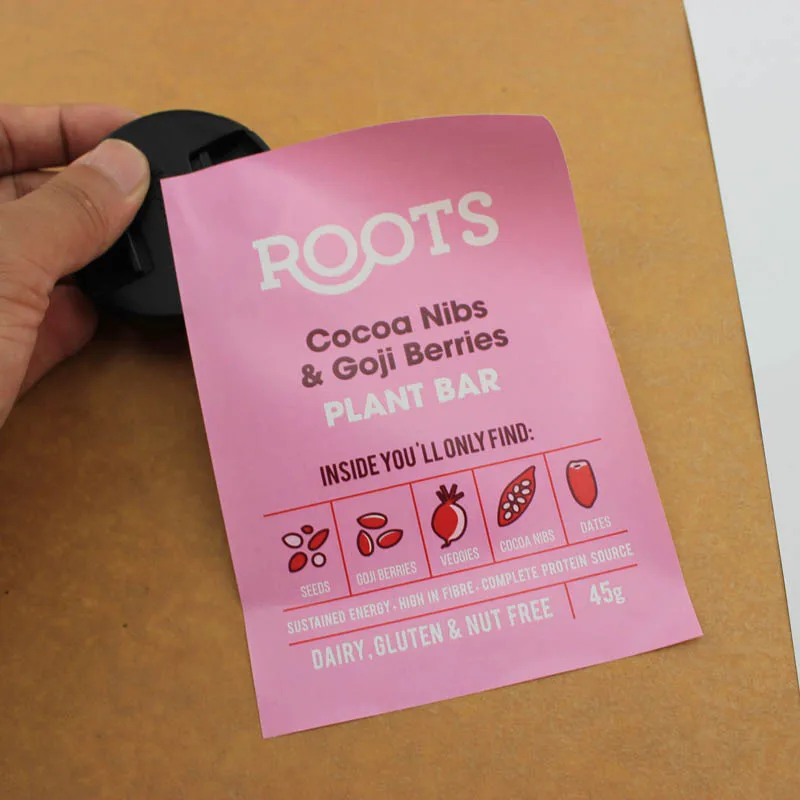 ROOTS
Cocoa Nibs
& Goji Berries
PLANT BAR
INSIDE YOU'LL ONLY FIND:
SEEDS
GOJI BERRIES
VEGGIES
COCOA NIBS
DATES
SUSTAINED ENERGY • HIGH IN FIBRE • COMPLETE PROTEIN SOURCE
DAIRY, GLUTEN & NUT FREE
45g